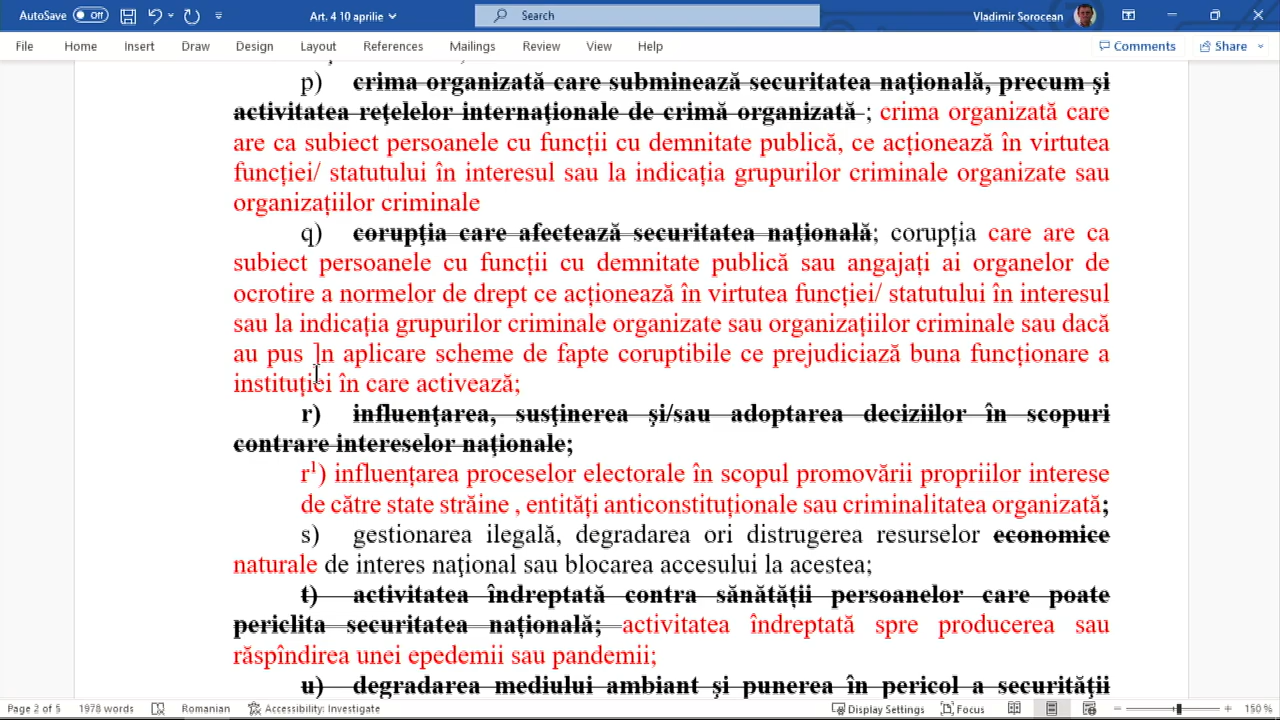 AutoSave Off Art. 4 10 aprilie Search Vladimir Sorocean
File Home Insert Draw Design Layout References Mailings Review View Help Comments Share
p) crima organizată care subminează securitatea naţională, precum şi
activitatea reţelelor internaţionale de crimă organizată ; crima organizată care
are ca subiect persoanele cu funcții cu demnitate publică, ce acționează în virtutea
funcției/ statutului în interesul sau la indicația grupurilor criminale organizate sau
organizațiilor criminale
q) corupţia care afectează securitatea naţională; corupția care are ca
subiect persoanele cu funcții cu demnitate publică sau angajați ai organelor de
ocrotire a normelor de drept ce acționează în virtutea funcției/ statutului în interesul
sau la indicația grupurilor criminale organizate sau organizațiilor criminale sau dacă
au pus în aplicare scheme de fapte coruptibile ce prejudiciază buna funcționare a
instituției în care activează;
r) influenţarea, susţinerea și/sau adoptarea deciziilor în scopuri
contrare intereselor naţionale;
r¹) influențarea proceselor electorale în scopul promovării propriilor interese
de către state străine , entități anticonstituționale sau criminalitatea organizată;
s) gestionarea ilegală, degradarea ori distrugerea resurselor economice
naturale de interes naţional sau blocarea accesului la acestea;
t) activitatea îndreptată contra sănătății persoanelor care poate
periclita securitatea națională; activitatea îndreptată spre producerea sau
răspîndirea unei epedemii sau pandemii;
u) degradarea mediului ambiant şi punerea în pericol a securităţii
Page 2 of 5 1978 words Romanian Accessibility: Investigate Display Settings Focus 150 %